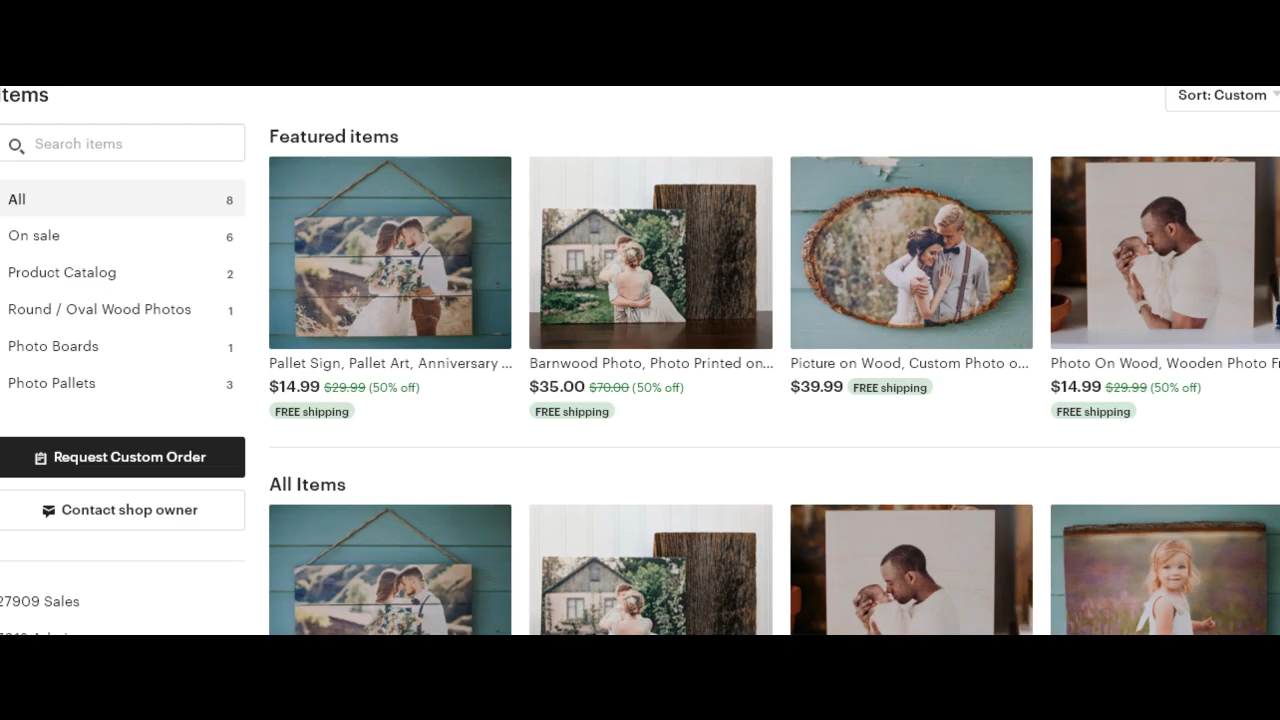 Items
Sort: Custom
Search items
All 8
On sale 6
Product Catalog 2
Round / Oval Wood Photos 1
Photo Boards 1
Photo Pallets 3
Request Custom Order
Contact shop owner
27909 Sales
Featured items
Pallet Sign, Pallet Art, Anniversary ...
$14.99 $29.99 (50% off)
FREE shipping
Barnwood Photo, Photo Printed on...
$35.00 $70.00 (50% off)
FREE shipping
Picture on Wood, Custom Photo o...
$39.99 FREE shipping
Photo On Wood, Wooden Photo F
$14.99 $29.99 (50% off)
FREE shipping
All Items